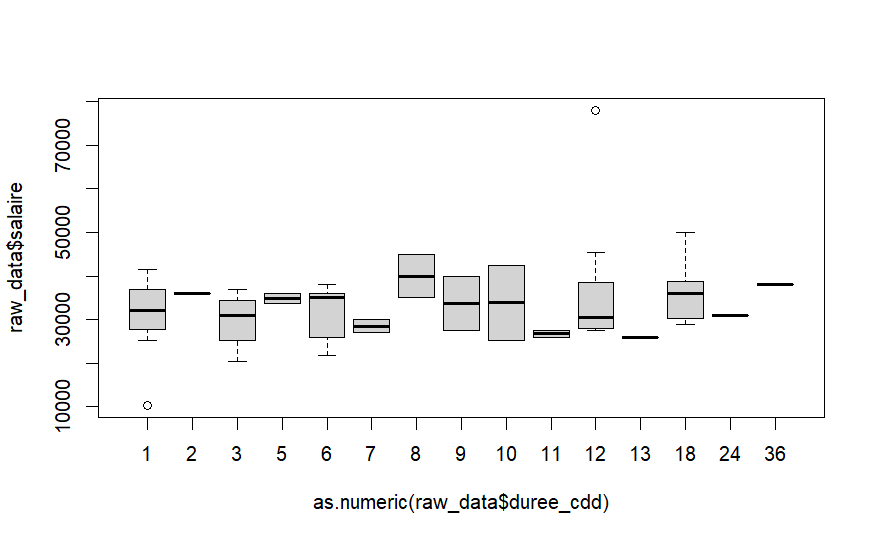 raw_data$salaire
70000
50000
30000
10000
1 2 3 5 6 7 8 9 10 11 12 13 18 24 36
as.numeric(raw_data$duree_cdd)